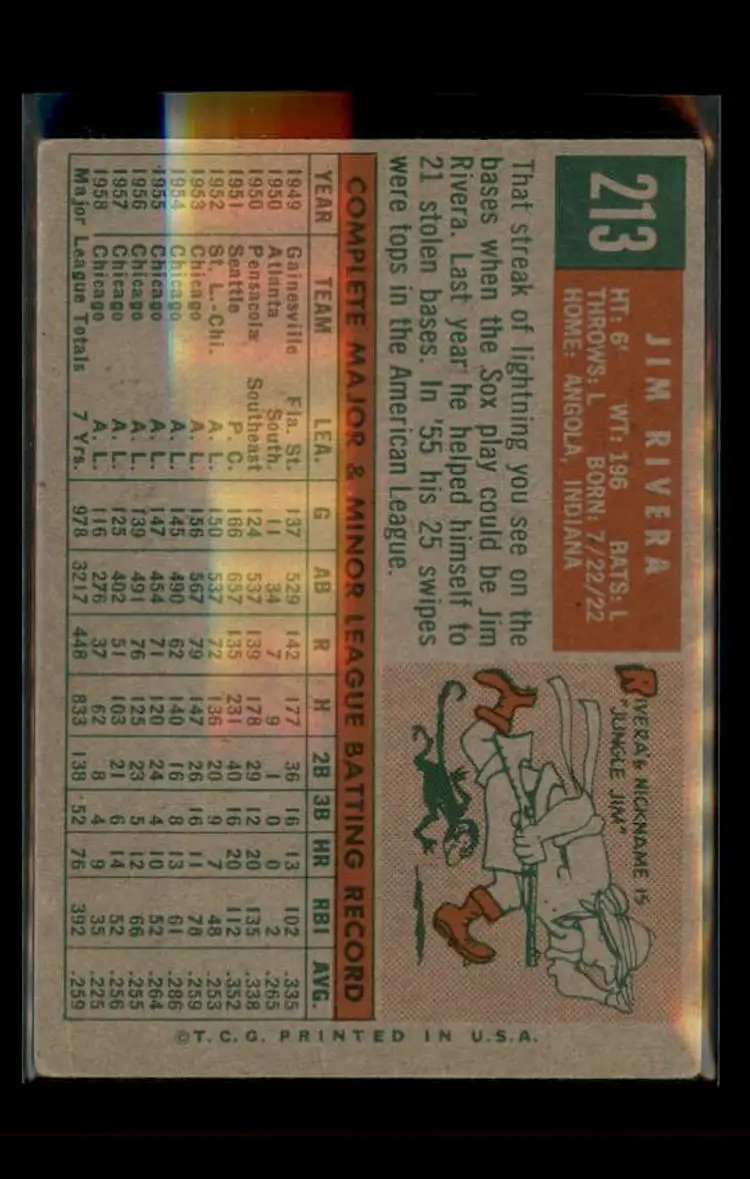 213
JIM RIVERA
HT: 6' WT: 196 BATS: L
THROWS: L BORN: 7/22/22
HOME: ANGOLA, INDIANA
RIVERA'S NICKNAME IS
"JUNGLE JIM"
That streak of lightning you see on the
bases when the Sox play could be Jim
Rivera. Last year he helped himself to
21 stolen bases. In '55 his 25 swipes
were tops in the American League.
COMPLETE MAJOR & MINOR LEAGUE BATTING RECORD
YEAR TEAM LEA. G AB R H 2B 3B HR RBI AVG.
1949 Gainesville Fla. St. 137 529 142 177 36 16 13 102 .335
1950 Atlanta South. 11 34 7 9 1 0 0 2 .265
1950 Pensacola Southeast 124 537 139 178 29 12 20 135 .338
1951 Seattle P. C. 166 657 135 231 40 16 20 112 .352
1952 St. L.-Chi. A. L. 150 537 72 136 20 9 7 48 .253
1953 Chicago A. L. 156 567 79 147 26 16 11 78 .259
1954 Chicago A. L. 145 490 62 140 16 8 13 61 .286
1955 Chicago A. L. 147 454 71 120 24 4 10 52 .264
1956 Chicago A. L. 139 491 76 125 23 5 12 66 .255
1957 Chicago A. L. 125 402 51 103 21 6 14 52 .256
1958 Chicago A. L. 116 276 37 62 8 4 9 35 .225
Major League Totals 7 Yrs. 978 3217 448 833 138 52 76 392 .259
©T. C. G. PRINTED IN U.S.A.